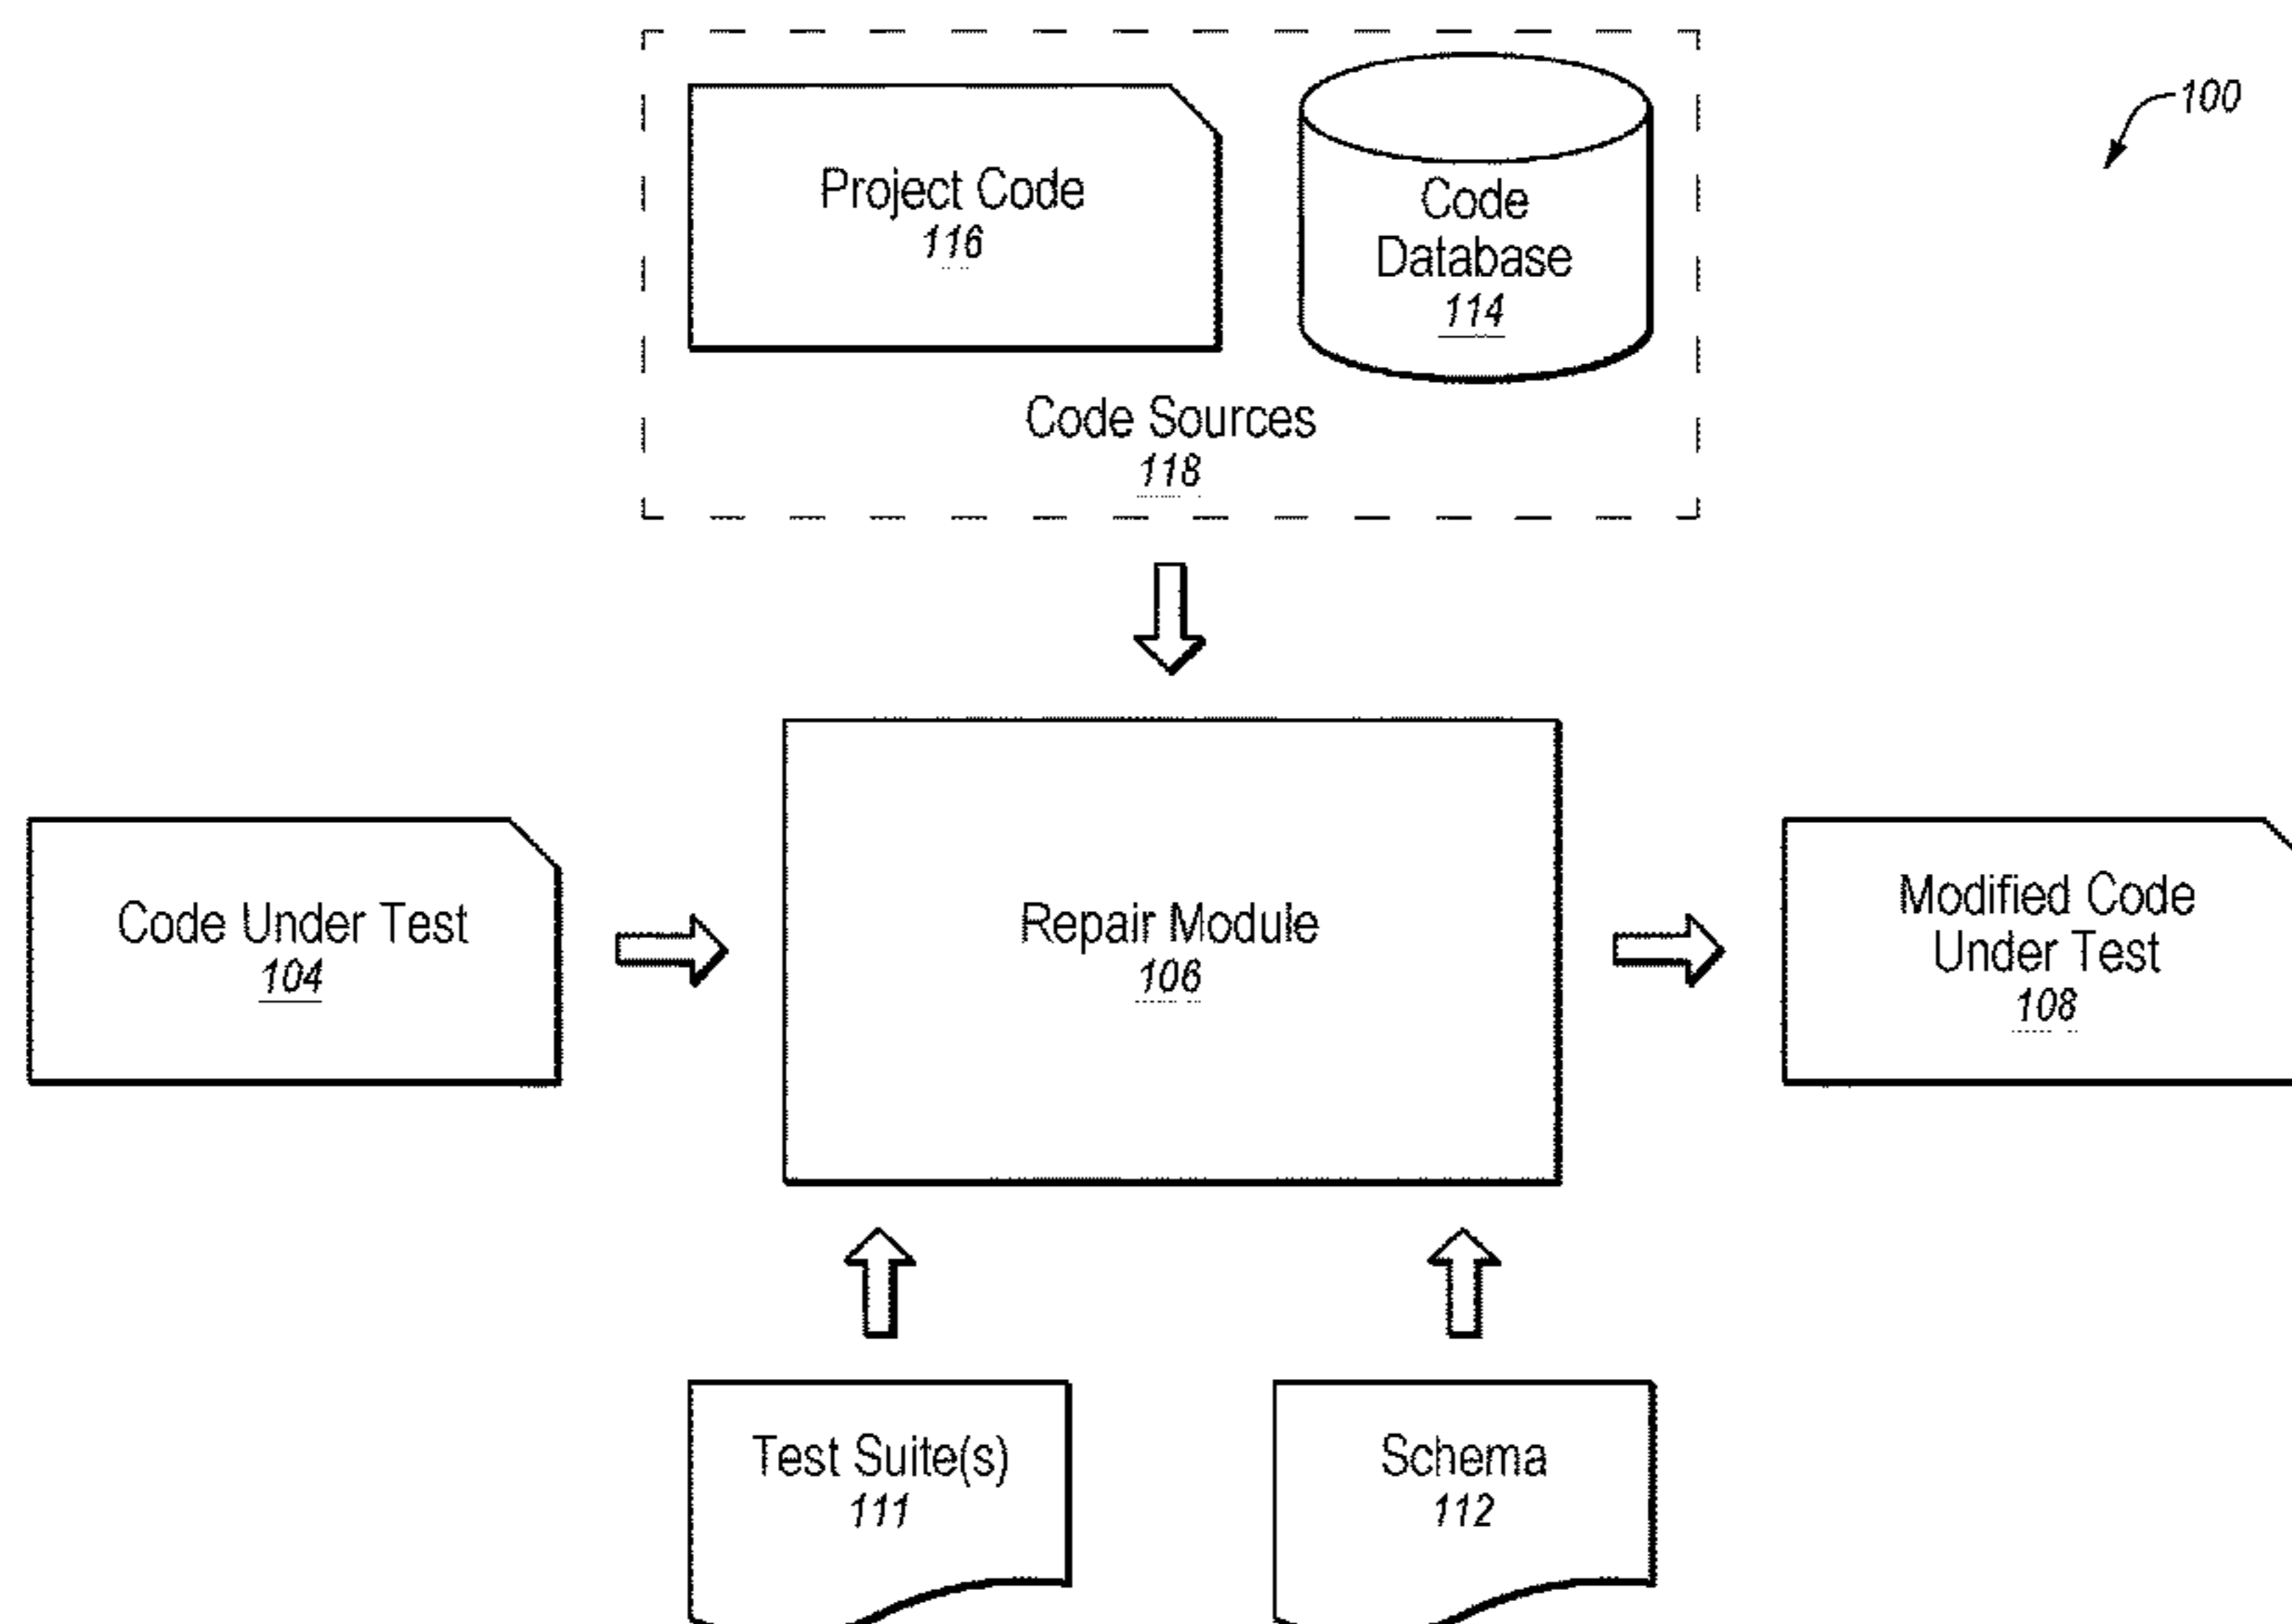 100
Project Code
116
Code
Database
114
Code Sources
118
Code Under Test
104
Repair Module
106
Modified Code
Under Test
108
Test Suite(s)
111
Schema
112